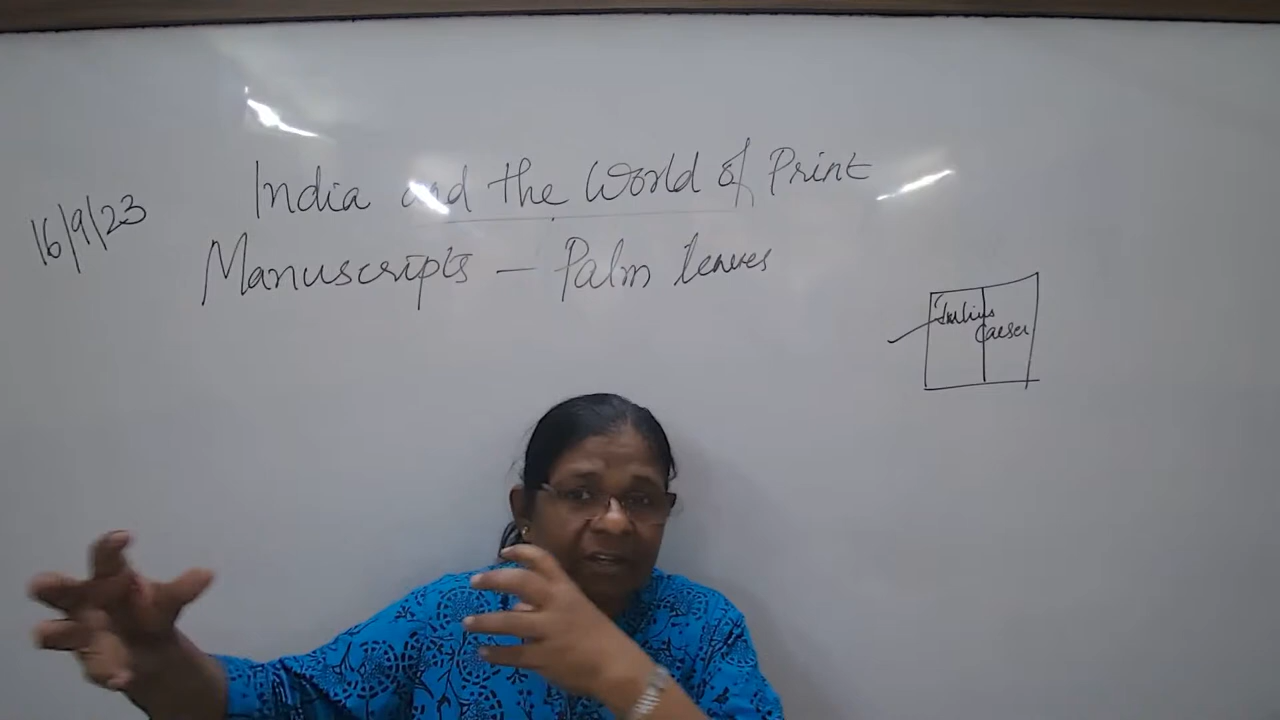 16/9/23
India and the World of Print
Manuscripts – Palm leaves
Julius
Caeser